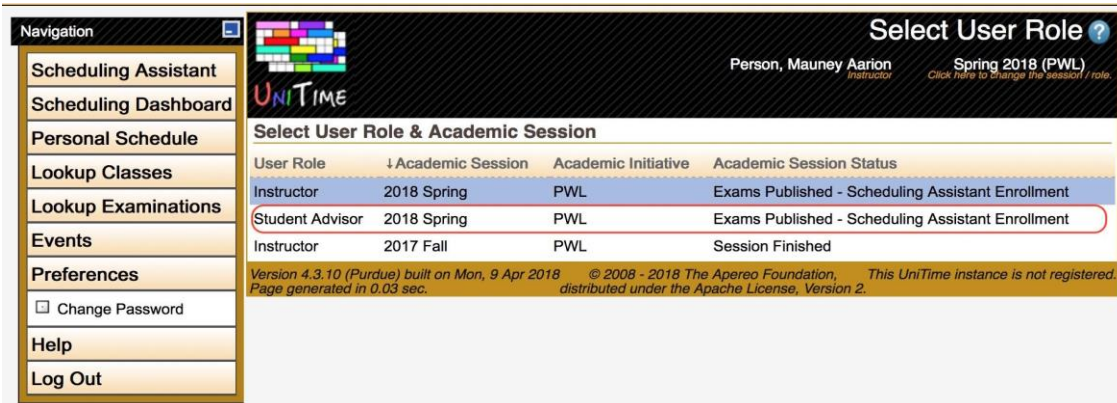 Navigation
Scheduling Assistant
Scheduling Dashboard
Personal Schedule
Lookup Classes
Lookup Examinations
Events
Preferences
Change Password
Help
Log Out
UNITIME
Select User Role ?
Person, Mauney Aarion Spring 2018 (PWL)
Instructor Click here to change the session / role.
Select User Role & Academic Session
User Role ↓Academic Session Academic Initiative Academic Session Status
Instructor 2018 Spring PWL Exams Published - Scheduling Assistant Enrollment
Student Advisor 2018 Spring PWL Exams Published - Scheduling Assistant Enrollment
Instructor 2017 Fall PWL Session Finished
Version 4.3.10 (Purdue) built on Mon, 9 Apr 2018 © 2008 - 2018 The Apereo Foundation, This UniTime instance is not registered.
Page generated in 0.03 sec. distributed under the Apache License, Version 2.